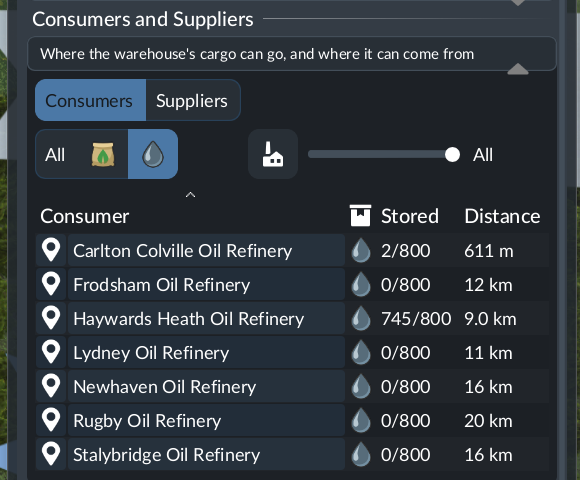 Consumers and Suppliers
Where the warehouse's cargo can go, and where it can come from
Consumers Suppliers
All All
Consumer Stored Distance
Carlton Colville Oil Refinery 2/800 611 m
Frodsham Oil Refinery 0/800 12 km
Haywards Heath Oil Refinery 745/800 9.0 km
Lydney Oil Refinery 0/800 11 km
Newhaven Oil Refinery 0/800 16 km
Rugby Oil Refinery 0/800 20 km
Stalybridge Oil Refinery 0/800 16 km